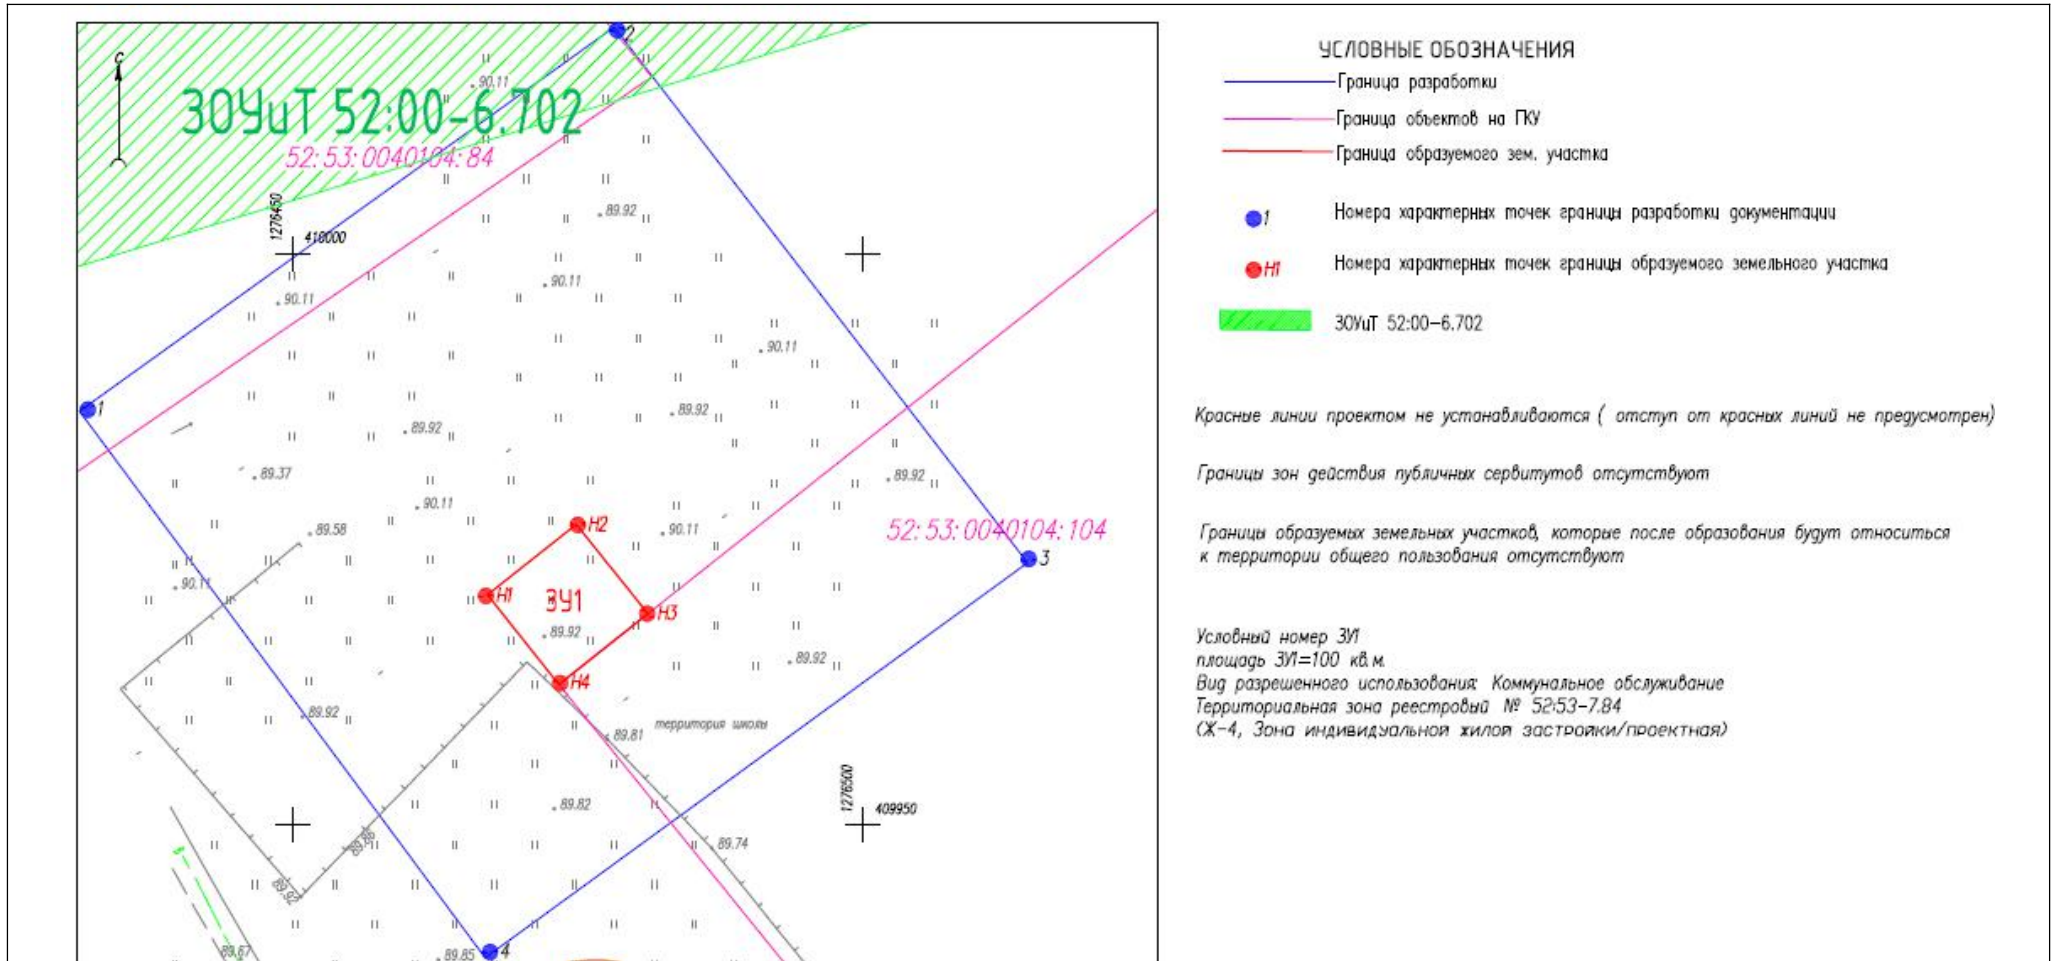 С
2
90.11
ЗОУиТ 52:00-6.702
52:53:0040104:84
1276450
410000
89.92
90.11
90.11
90.11
1
89.92
89.92
89.37
90.11
89.92
89.58
Н2
90.11
52:53:0040104:104
3
90.11
Н1
ЗУ1
Н3
89.92
89.92
Н4
89.92
территория школы
89.81
1276500
409950
89.82
89.74
89.92
89.67
89.85
4
УСЛОВНЫЕ ОБОЗНАЧЕНИЯ
Граница разработки
Граница объектов на ГКУ
Граница образуемого зем. участка
1
Номера характерных точек границы разработки документации
Н1
Номера характерных точек границы образуемого земельного участка
ЗОУиТ 52:00-6.702
Красные линии проектом не устанавливаются ( отступ от красных линий не предусмотрен)
Границы зон действия публичных сервитутов отсутствуют
Границы образуемых земельных участков, которые после образования будут относиться
к территории общего пользования отсутствуют
Условный номер ЗУ1
площадь ЗУ1=100 кв.м.
Вид разрешенного использования: Коммунальное обслуживание
Территориальная зона реестровый № 52:53-7.84
(Ж-4, Зона индивидуальной жилой застройки/проектная)